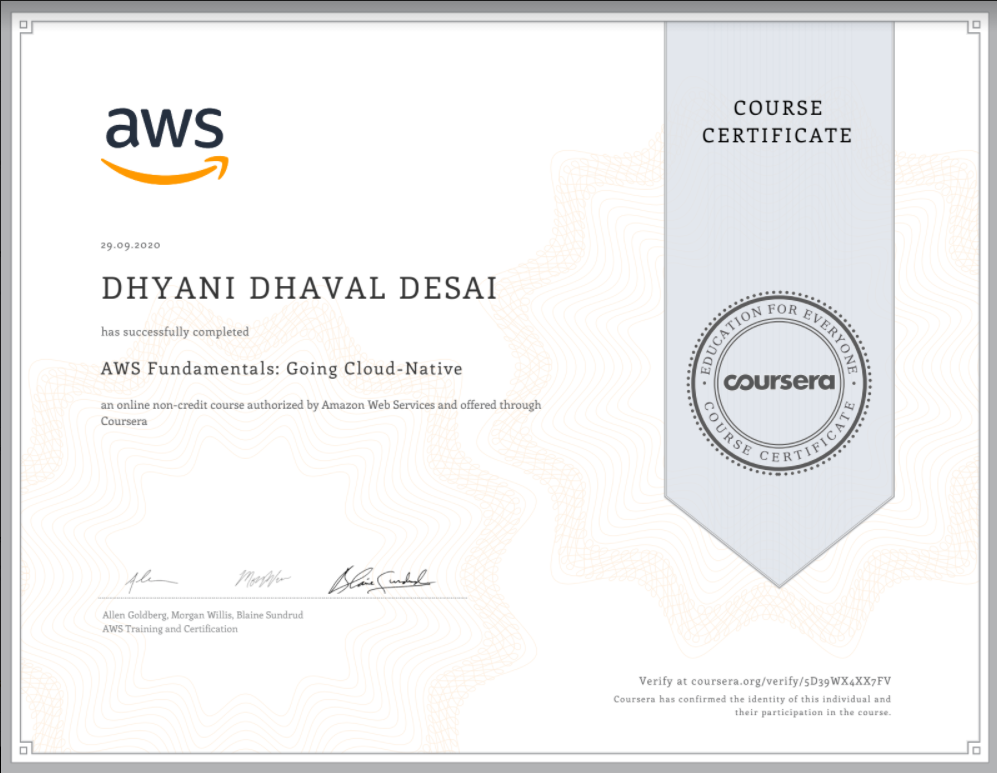 aws
COURSE
CERTIFICATE
29.09.2020
DHYANI DHAVAL DESAI
has successfully completed
AWS Fundamentals: Going Cloud-Native
an online non-credit course authorized by Amazon Web Services and offered through
Coursera
EDUCATION FOR EVERYONE
coursera
COURSE CERTIFICATE
Allen Goldberg, Morgan Willis, Blaine Sundrud
AWS Training and Certification
Verify at coursera.org/verify/5D39WX4XX7FV
Coursera has confirmed the identity of this individual and
their participation in the course.